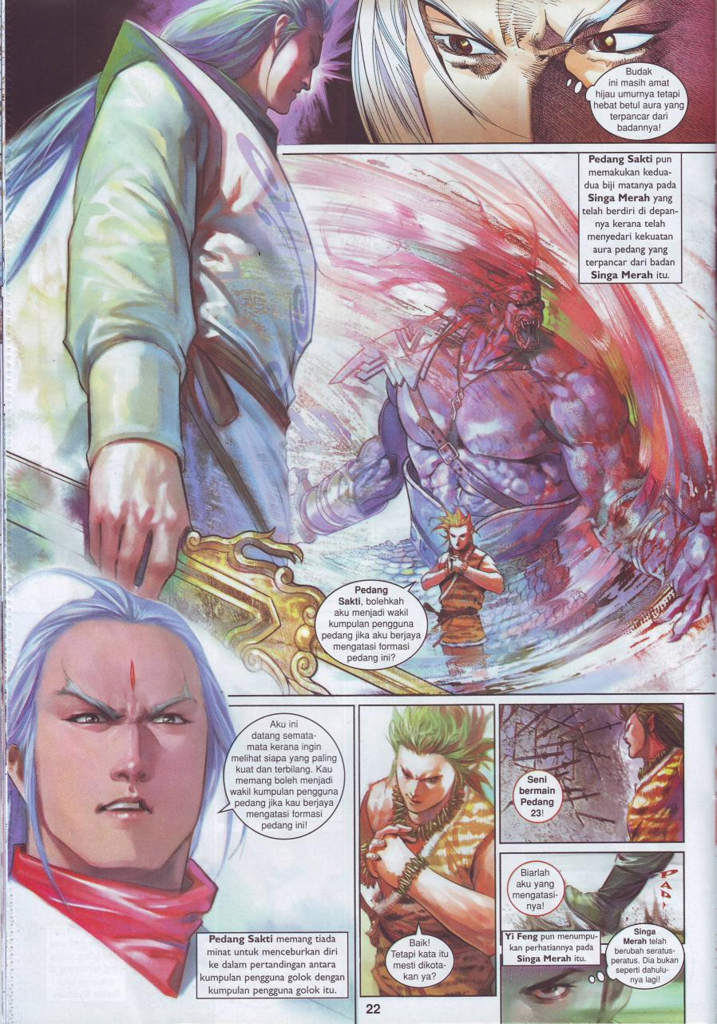 Budak
ini masih amat
hijau umurnya tetapi
hebat betul aura yang
terpancar dari
badannya!
Pedang Sakti pun
memakukan kedua-
dua biji matanya pada
Singa Merah yang
telah berdiri di depan-
nya kerana telah
menyedari kekuatan
aura pedang yang
terpancar dari badan
Singa Merah itu.
Pedang
Sakti, bolehkah
aku menjadi wakil
kumpulan pengguna
pedang jika aku berjaya
mengatasi formasi
pedang ini?
Aku ini
datang semata-
mata kerana ingin
melihat siapa yang paling
kuat dan terbilang. Kau
memang boleh menjadi
wakil kumpulan pengguna
pedang jika kau berjaya
mengatasi formasi
pedang ini!
Pedang Sakti memang tiada
minat untuk menceburkan diri
ke dalam pertandingan antara
kumpulan pengguna golok dengan
kumpulan pengguna golok itu.
Baik!
Tetapi kata itu
mesti dikota-
kan ya?
Seni
bermain
Pedang
23!
Biarlah
aku yang
mengatasi-
nya!
PAP!
Yi Feng pun menumpu-
kan perhatiannya pada
Singa Merah itu.
Singa
Merah telah
berubah seratus-
peratus. Dia bukan
seperti dahulu-
nya lagi!
22